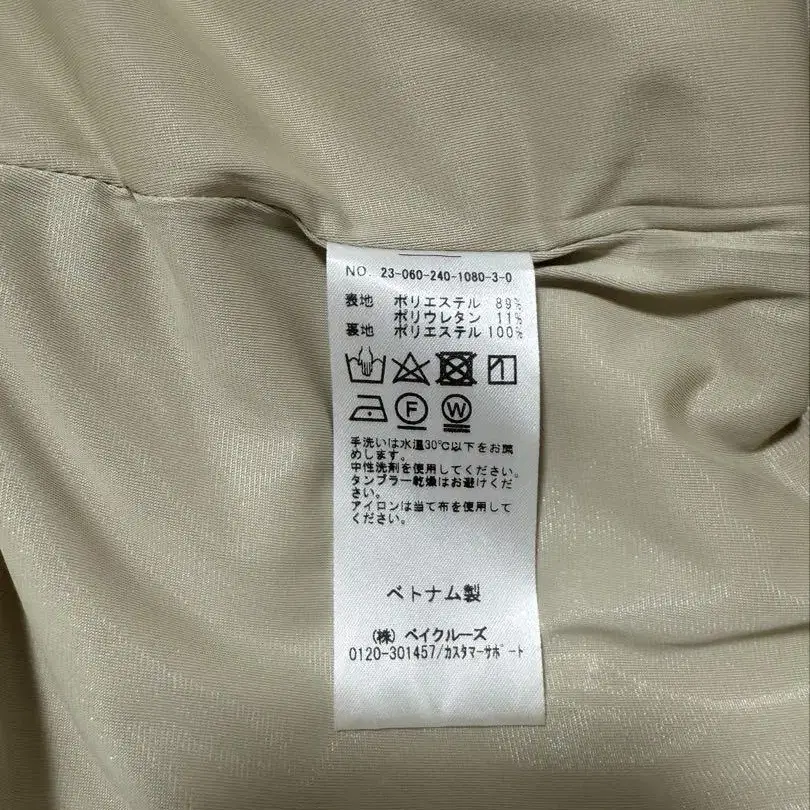 NO. 23-060-240-1080-3-0
表地 ポリエステル 89%
ポリウレタン 11%
裏地 ポリエステル 100%
F W
手洗いは水温30℃以下をお薦
めします。
中性洗剤を使用してください。
タンブラー乾燥はお避けくだ
さい。
アイロンは当て布を使用して
ください。
ベトナム製
(株) ベイクルーズ
0120-301457/カスタマーサポート